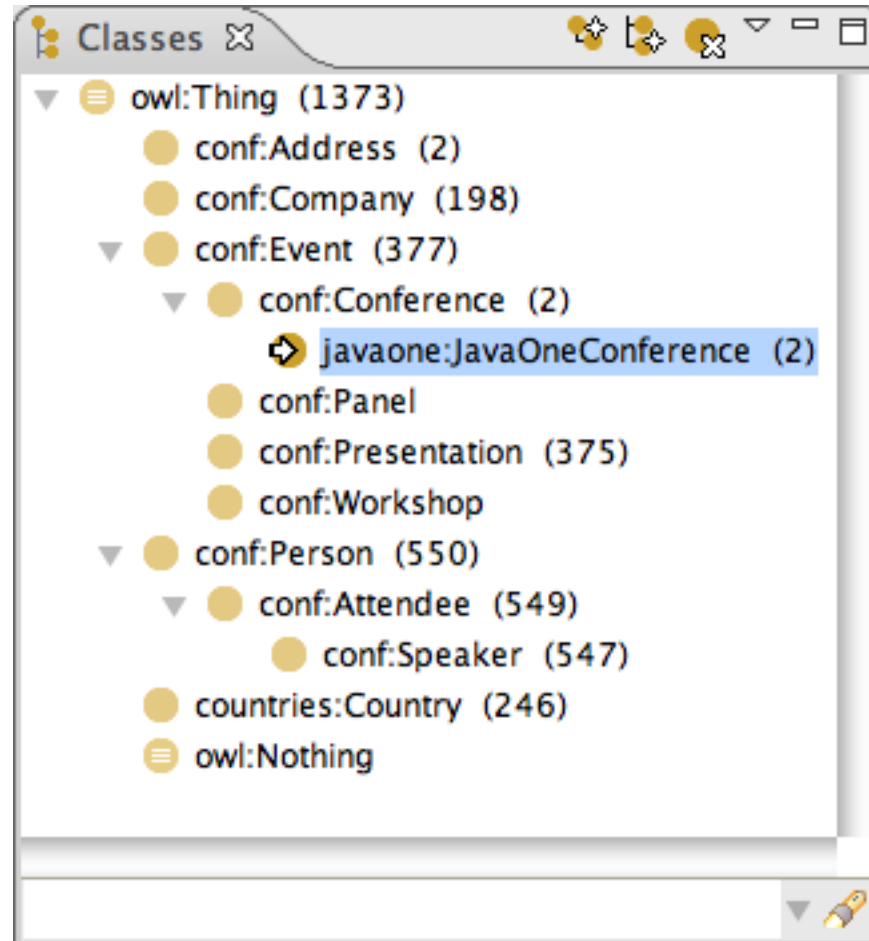 Classes
owl:Thing (1373)
conf:Address (2)
conf:Company (198)
conf:Event (377)
conf:Conference (2)
javaone:JavaOneConference (2)
conf:Panel
conf:Presentation (375)
conf:Workshop
conf:Person (550)
conf:Attendee (549)
conf:Speaker (547)
countries:Country (246)
owl:Nothing